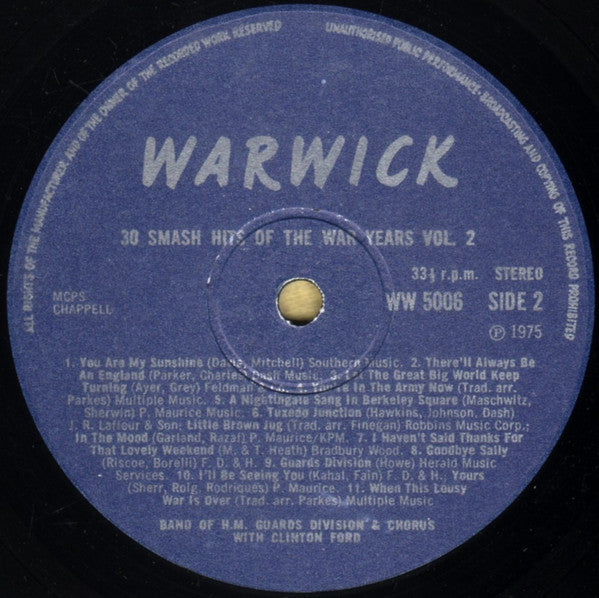 ALL RIGHTS OF THE MANUFACTURER AND OF THE OWNER OF THE RECORDED WORK RESERVED
UNAUTHORISED PUBLIC PERFORMANCE, BROADCASTING AND COPYING OF THIS RECORD PROHIBITED
WARWICK
30 SMASH HITS OF THE WAR YEARS VOL. 2
33⅓ r.p.m. STEREO
MCPS
CHAPPELL
WW 5006 SIDE 2
℗ 1975
1. You Are My Sunshine (Davis, Mitchell) Southern Music. 2. There'll Always Be
An England (Parker, Charles) Dash Music. 3. Let The Great Big World Keep
Turning (Ayer, Grey) Feldman. 4. You're In The Army Now (Trad. arr.
Parkes) Multiple Music. 5. A Nightingale Sang In Berkeley Square (Maschwitz,
Sherwin) P. Maurice Music. 6. Tuxedo Junction (Hawkins, Johnson, Dash)
J. R. Lafleur & Son; Little Brown Jug (Trad. arr. Finegan) Robbins Music Corp.;
In The Mood (Garland, Razaf) P. Maurice/KPM. 7. I Haven't Said Thanks For
That Lovely Weekend (M. & T. Heath) Bradbury Wood. 8. Goodbye Sally
(Riscoe, Borelli) F. D. & H. 9. Guards Division (Howe) Herald Music
Services. 10. I'll Be Seeing You (Kahal, Fain) F. D. & H.; Yours
(Sherr, Roig, Rodriques) P. Maurice. 11. When This Lousy
War Is Over (Trad. arr. Parkes) Multiple Music
BAND OF H.M. GUARDS DIVISION & CHORUS
WITH CLINTON FORD